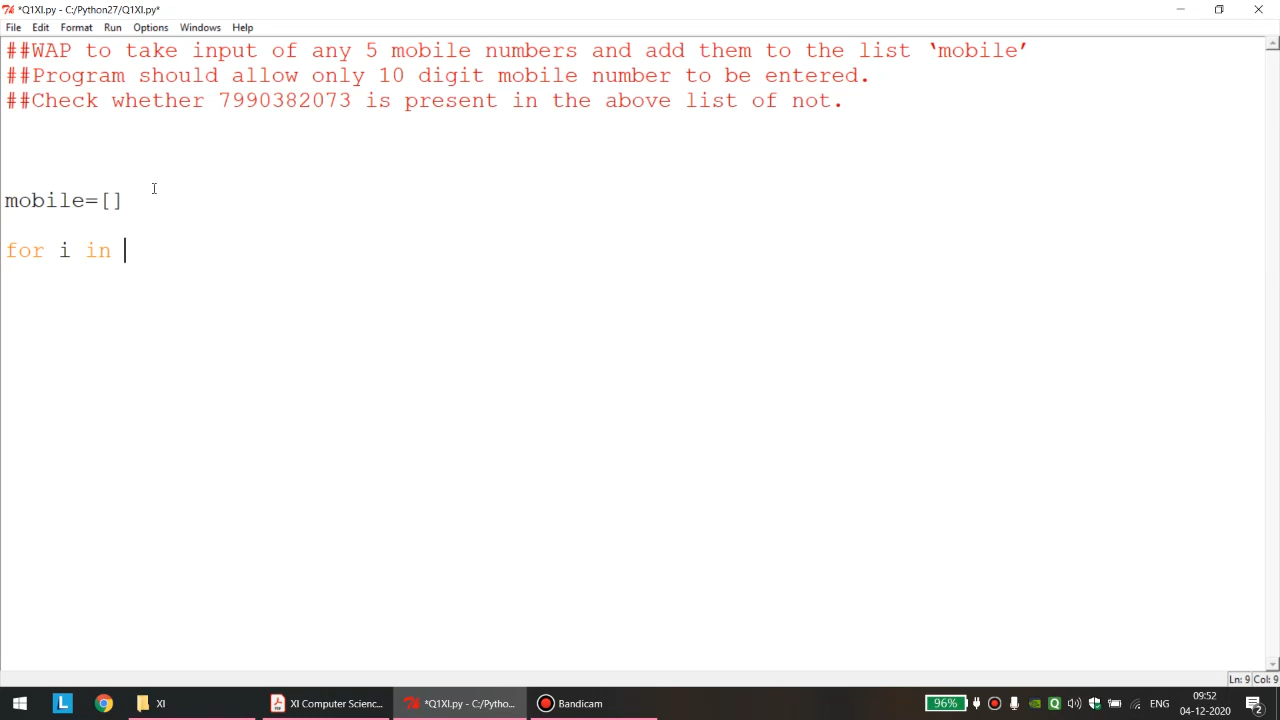 *Q1XI.py - C:/Python27/Q1XI.py*
File Edit Format Run Options Windows Help
##WAP to take input of any 5 mobile numbers and add them to the list ‘mobile’
##Program should allow only 10 digit mobile number to be entered.
##Check whether 7990382073 is present in the above list of not.
mobile=[]
for i in
Ln: 9 Col: 9
L XI XI Computer Scienc... *Q1XI.py - C:/Pytho... Bandicam 96% ENG 09:52
04-12-2020 2